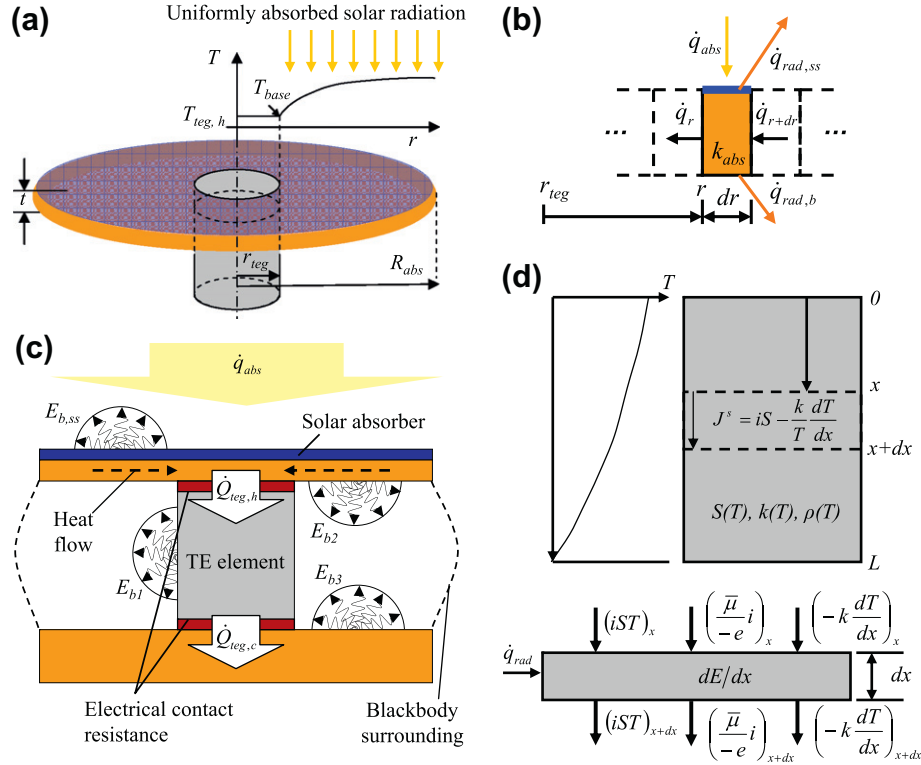 (a)
Uniformly absorbed solar radiation
T
T_base
T_teg, h
r
t
r_teg
R_abs
(b)
q̇_abs
q̇_rad,ss
q̇_r
q̇_r+dr
...
...
k_abs
r_teg
r
dr
q̇_rad,b
(c)
q̇_abs
E_b,ss
Solar absorber
Q̇_teg,h
Heat
flow
TE element
E_b1
E_b2
E_b3
Q̇_teg,c
Electrical contact
resistance
Blackbody
surrounding
(d)
T
0
x
J^s = iS − (k/T)(dT/dx)
x+dx
S(T), k(T), ρ(T)
L
(iST)_x
(μ̄/−e i)_x
(−k dT/dx)_x
q̇_rad
dE/dx
dx
(iST)_x+dx
(μ̄/−e i)_x+dx
(−k dT/dx)_x+dx